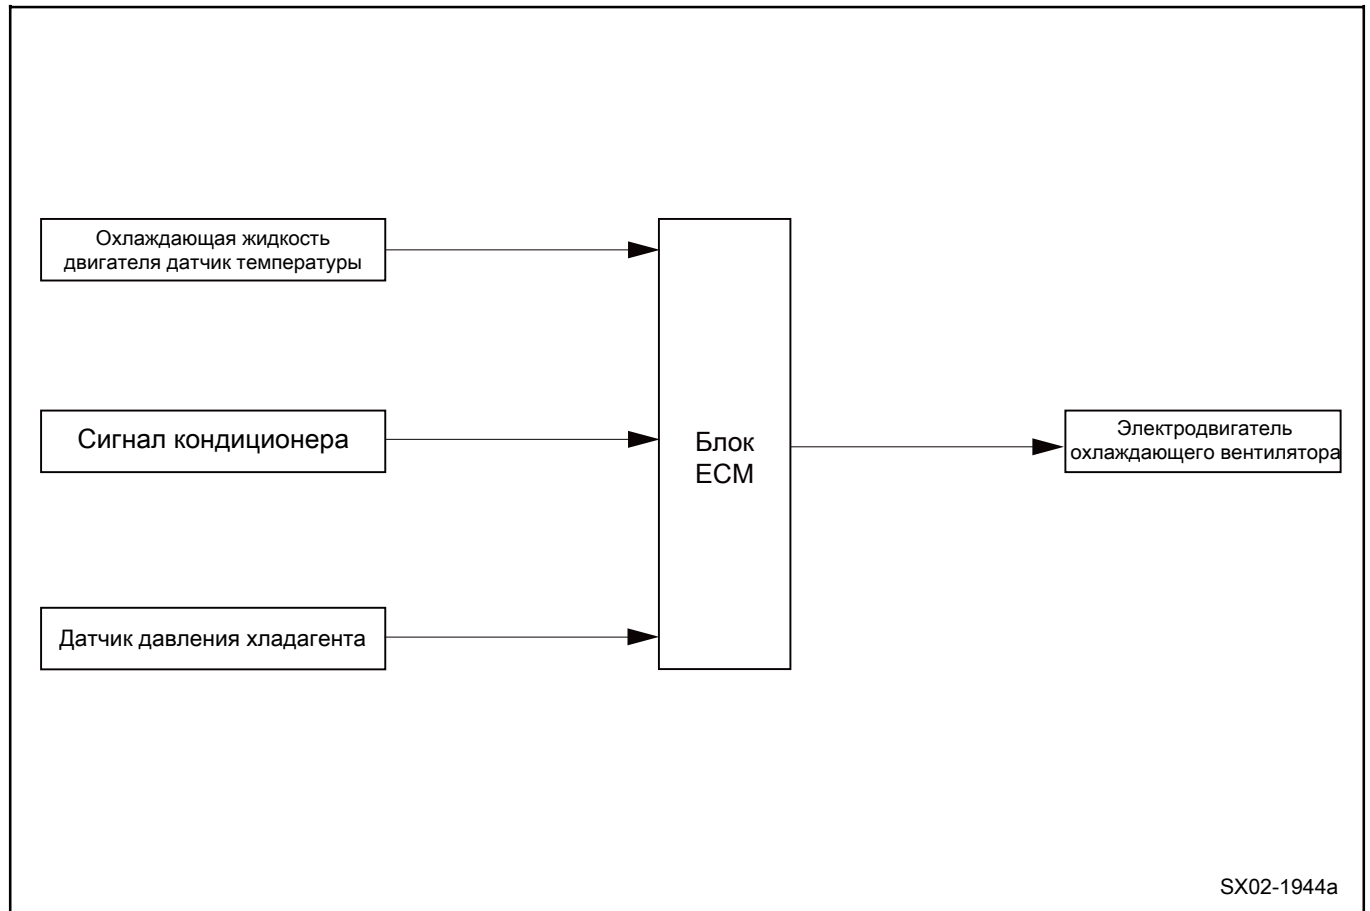 Охлаждающая жидкость
двигателя датчик температуры
Сигнал кондиционера
Датчик давления хладагента
Блок
ECM
Электродвигатель
охлаждающего вентилятора
SX02-1944a